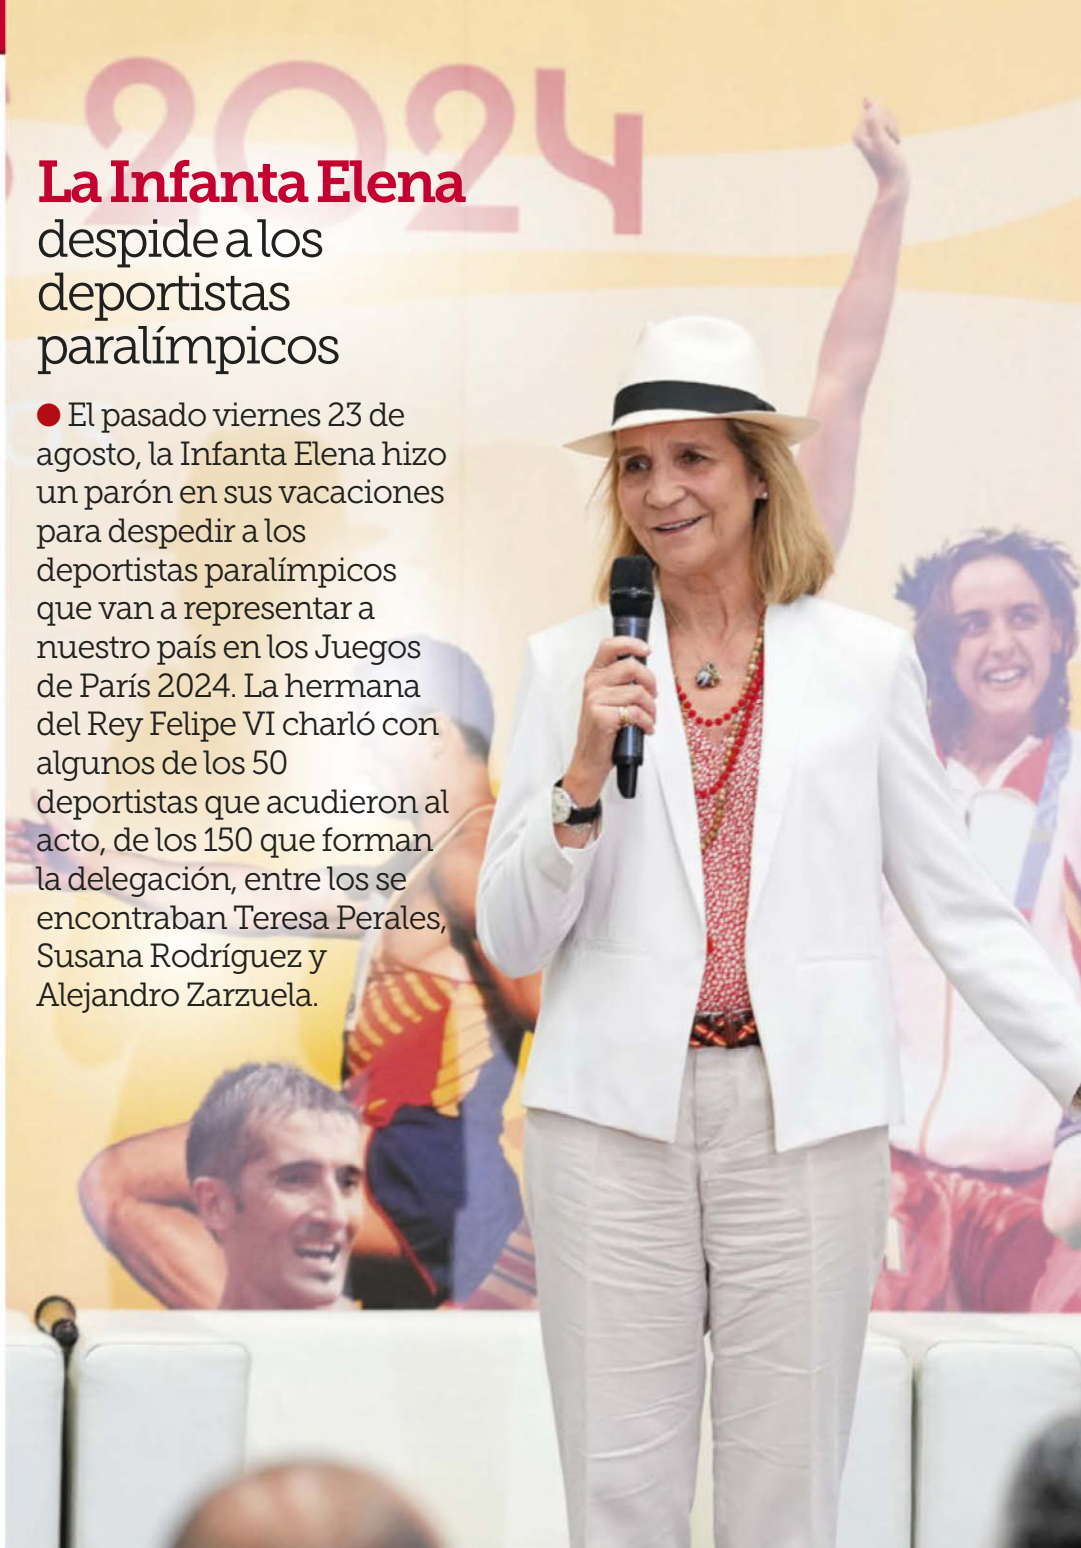 2024
La Infanta Elena
despide a los
deportistas
paralímpicos
● El pasado viernes 23 de
agosto, la Infanta Elena hizo
un parón en sus vacaciones
para despedir a los
deportistas paralímpicos
que van a representar a
nuestro país en los Juegos
de París 2024. La hermana
del Rey Felipe VI charló con
algunos de los 50
deportistas que acudieron al
acto, de los 150 que forman
la delegación, entre los se
encontraban Teresa Perales,
Susana Rodríguez y
Alejandro Zarzuela.